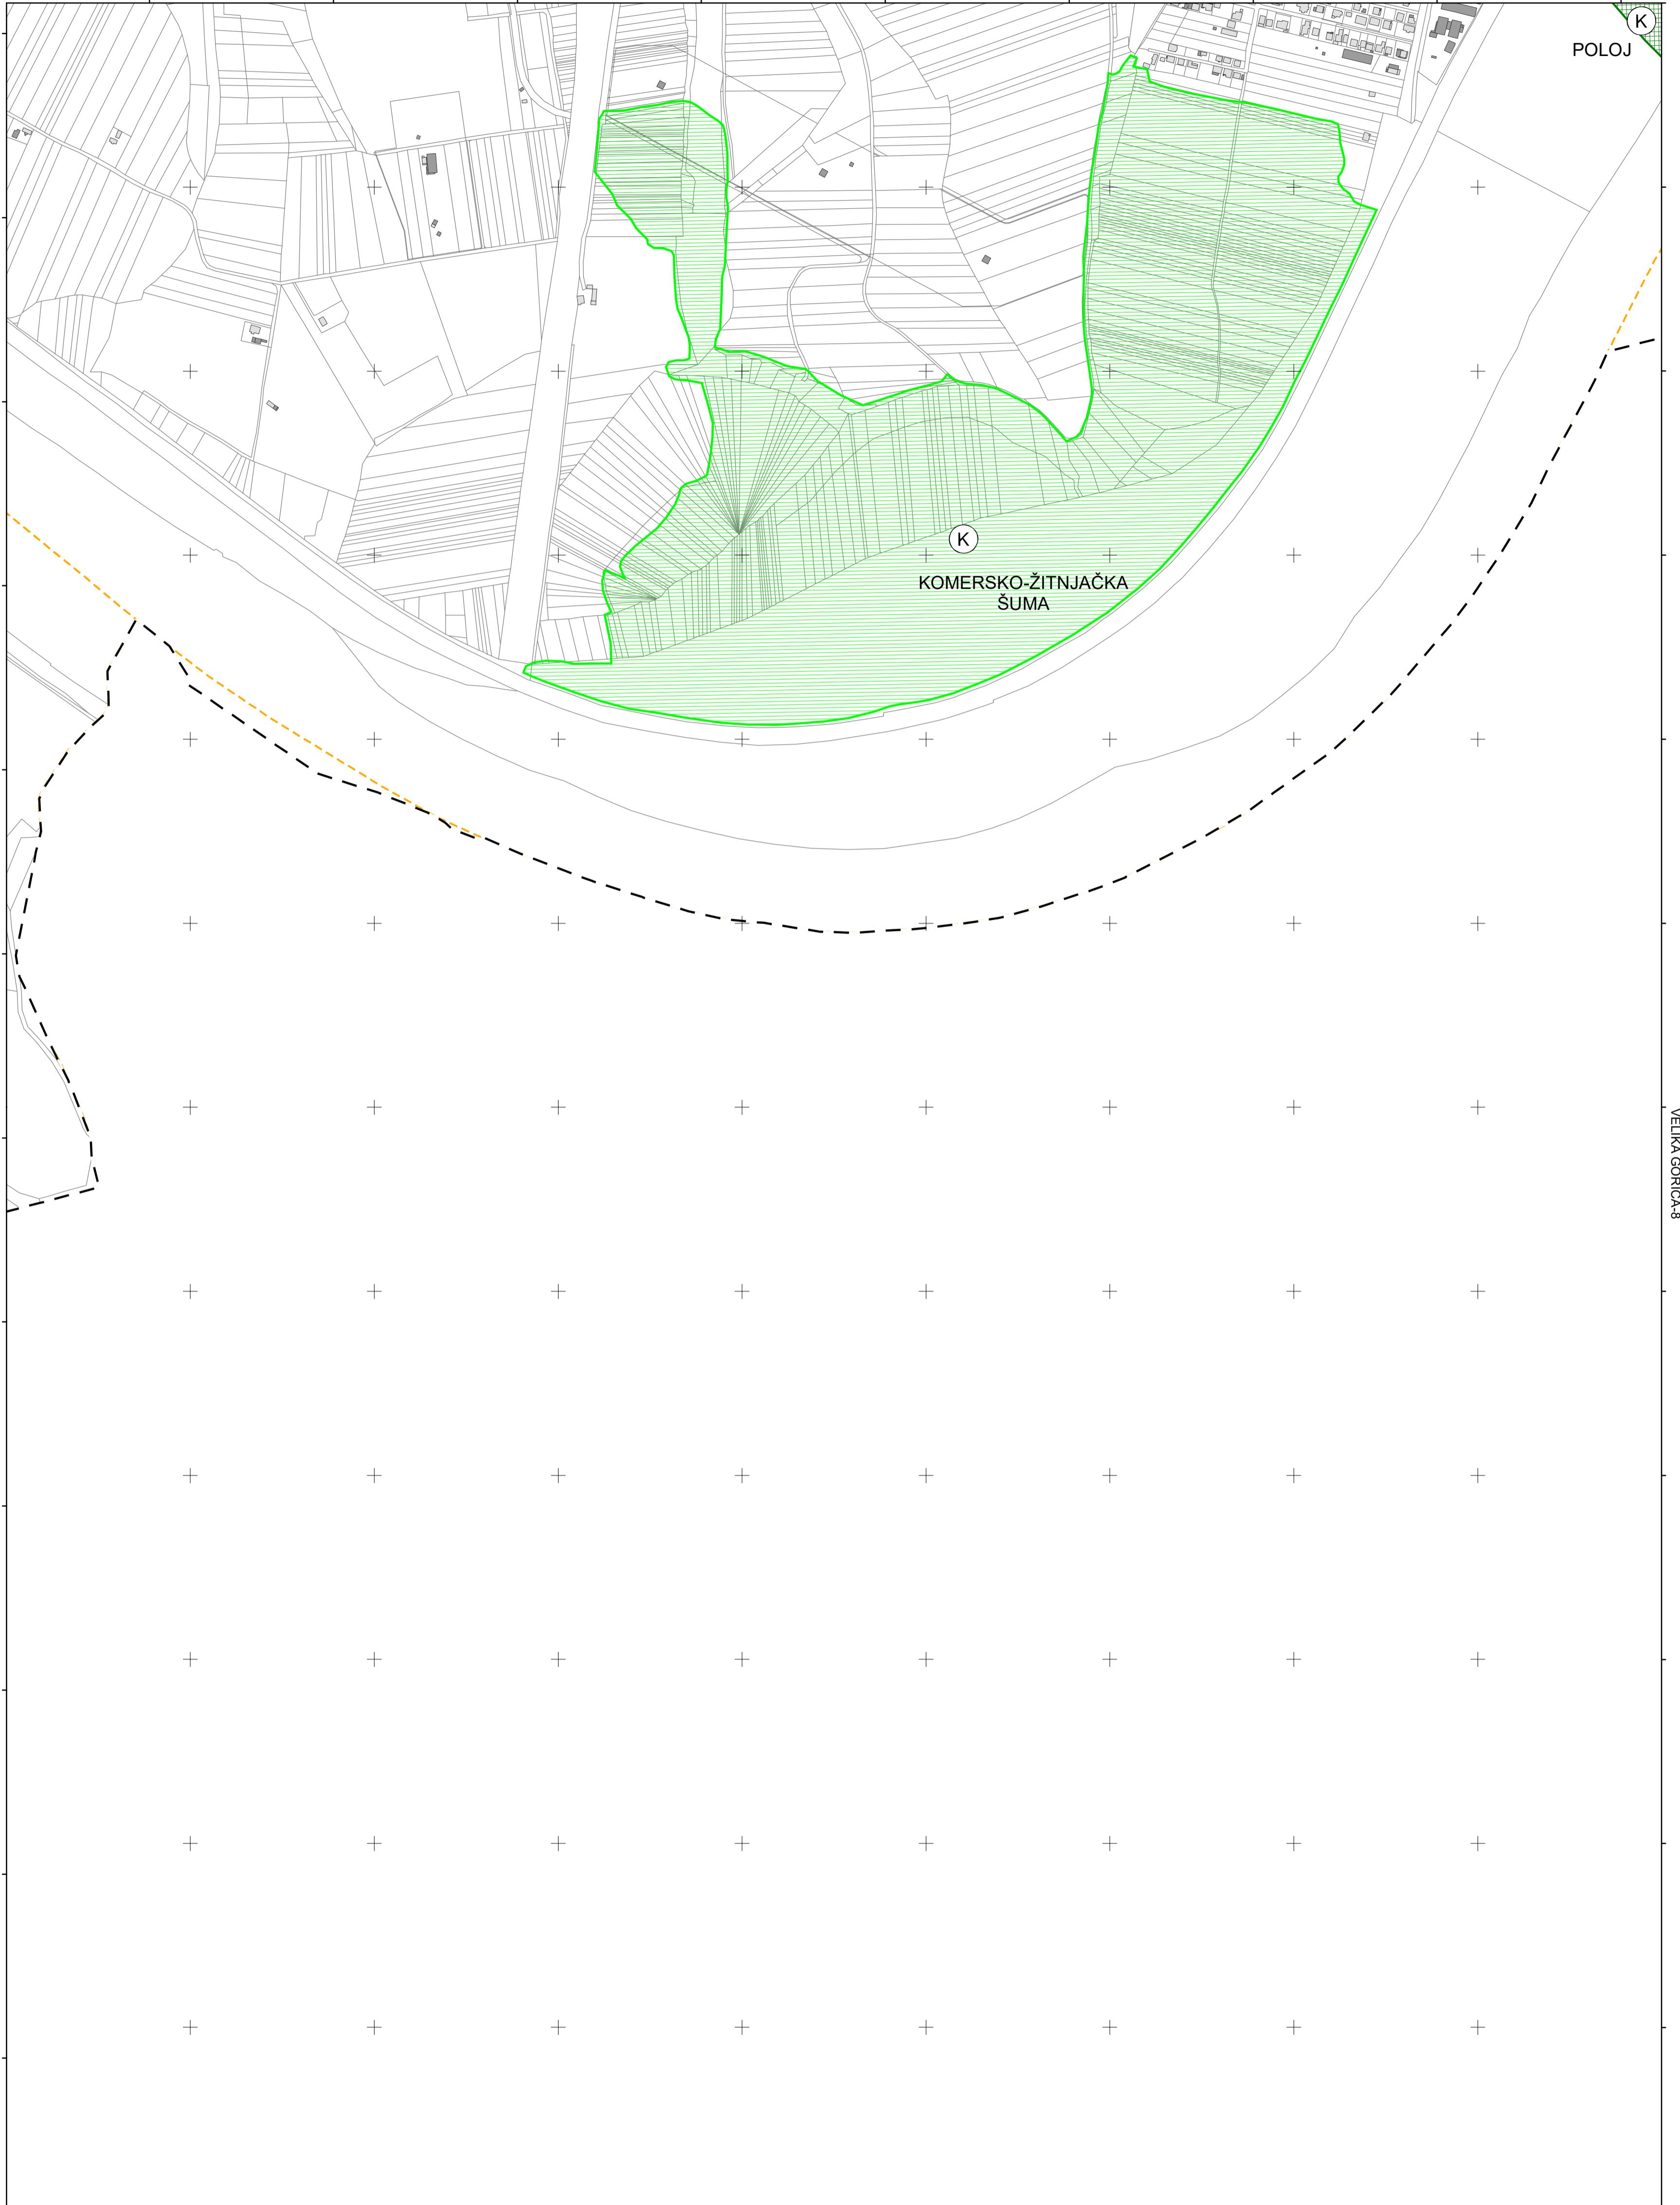 K
POLOJ
K
KOMERSKO-ŽITNJAČKA
ŠUMA
VELIKA GORICA-8